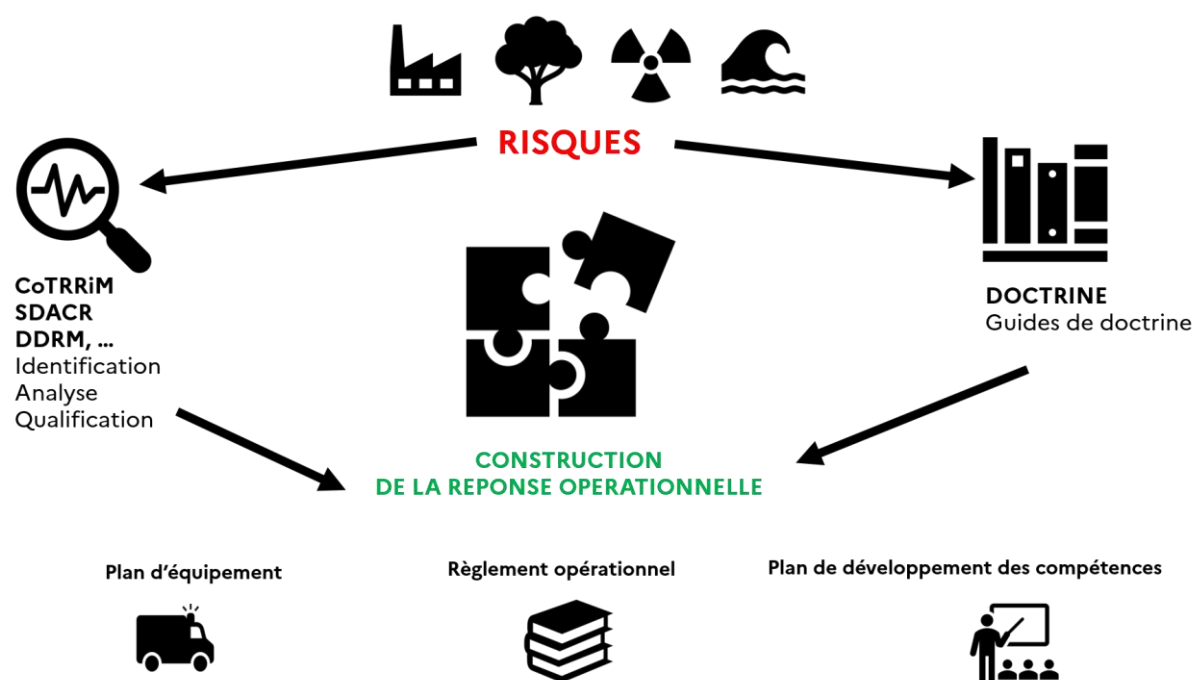 RISQUES
CoTRRiM
SDACR
DDRM, ...
Identification
Analyse
Qualification
DOCTRINE
Guides de doctrine
CONSTRUCTION
DE LA REPONSE OPERATIONNELLE
Plan d'équipement
Règlement opérationnel
Plan de développement des compétences